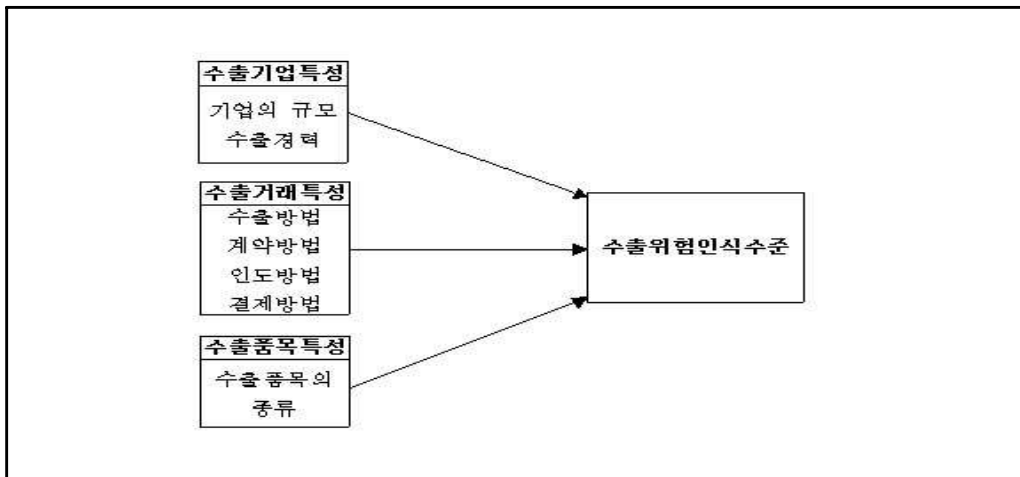 수출기업특성
기업의 규모
수출경력
수출거래특성
수출방법
계약방법
인도방법
결제방법
수출품목특성
수출품목의
종류
수출위험인식수준